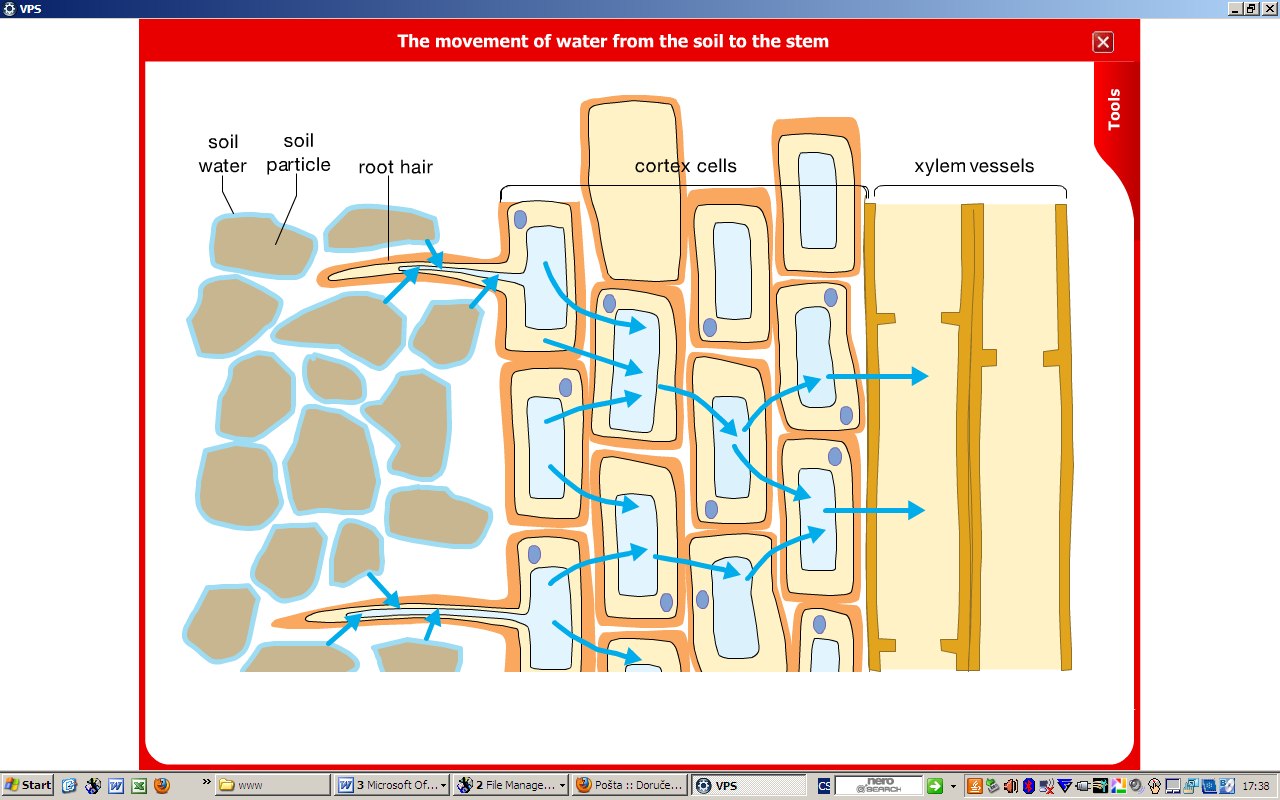 VPS
The movement of water from the soil to the stem
Tools
soil
water
soil
particle
root hair
cortex cells
xylem vessels
Start
»
www
3 Microsoft Of...
2 File Manage...
Pošta :: Doruče...
VPS
CS
nero
SEARCH
17:38